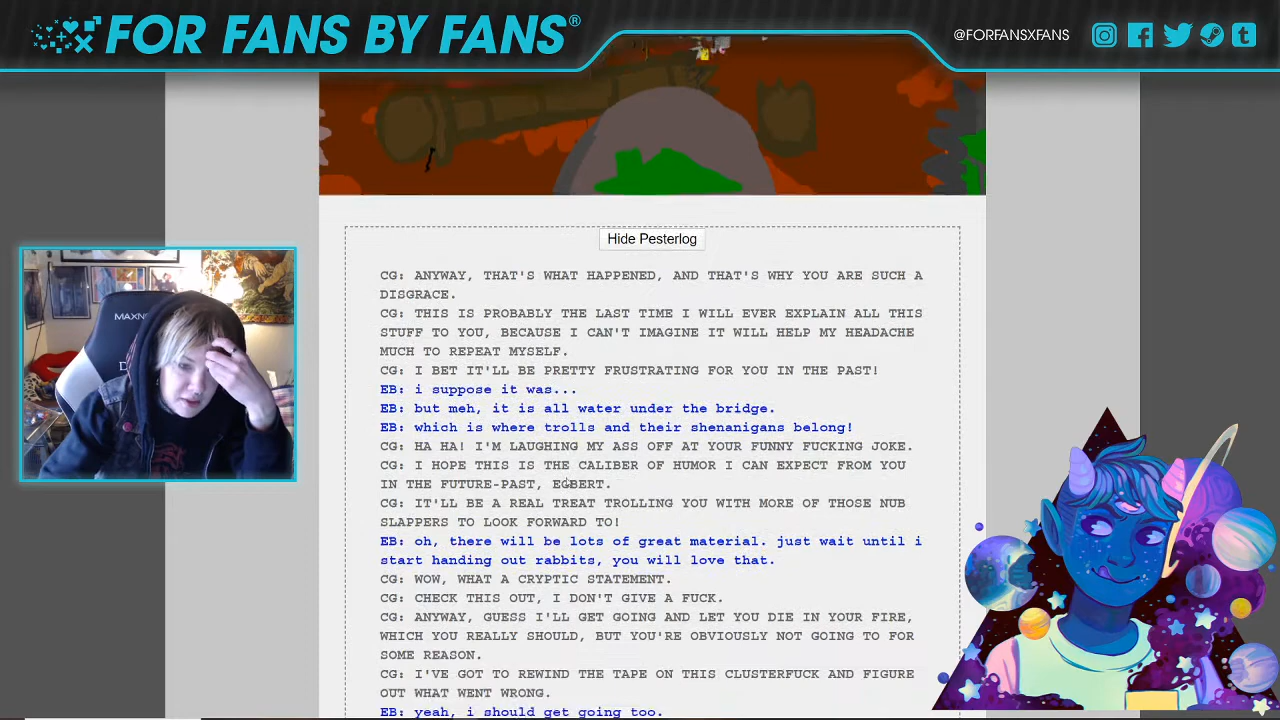 FOR FANS BY FANS®
@FORFANSXFANS
MAXN
D
Hide Pesterlog
CG: ANYWAY, THAT'S WHAT HAPPENED, AND THAT'S WHY YOU ARE SUCH A
DISGRACE.
CG: THIS IS PROBABLY THE LAST TIME I WILL EVER EXPLAIN ALL THIS
STUFF TO YOU, BECAUSE I CAN'T IMAGINE IT WILL HELP MY HEADACHE
MUCH TO REPEAT MYSELF.
CG: I BET IT'LL BE PRETTY FRUSTRATING FOR YOU IN THE PAST!
EB: i suppose it was...
EB: but meh, it is all water under the bridge.
EB: which is where trolls and their shenanigans belong!
CG: HA HA! I'M LAUGHING MY ASS OFF AT YOUR FUNNY FUCKING JOKE.
CG: I HOPE THIS IS THE CALIBER OF HUMOR I CAN EXPECT FROM YOU
IN THE FUTURE-PAST, EGBERT.
CG: IT'LL BE A REAL TREAT TROLLING YOU WITH MORE OF THOSE NUB
SLAPPERS TO LOOK FORWARD TO!
EB: oh, there will be lots of great material. just wait until i
start handing out rabbits, you will love that.
CG: WOW, WHAT A CRYPTIC STATEMENT.
CG: CHECK THIS OUT, I DON'T GIVE A FUCK.
CG: ANYWAY, GUESS I'LL GET GOING AND LET YOU DIE IN YOUR FIRE,
WHICH YOU REALLY SHOULD, BUT YOU'RE OBVIOUSLY NOT GOING TO FOR
SOME REASON.
CG: I'VE GOT TO REWIND THE TAPE ON THIS CLUSTERFUCK AND FIGURE
OUT WHAT WENT WRONG.
EB: yeah, i should get going too.